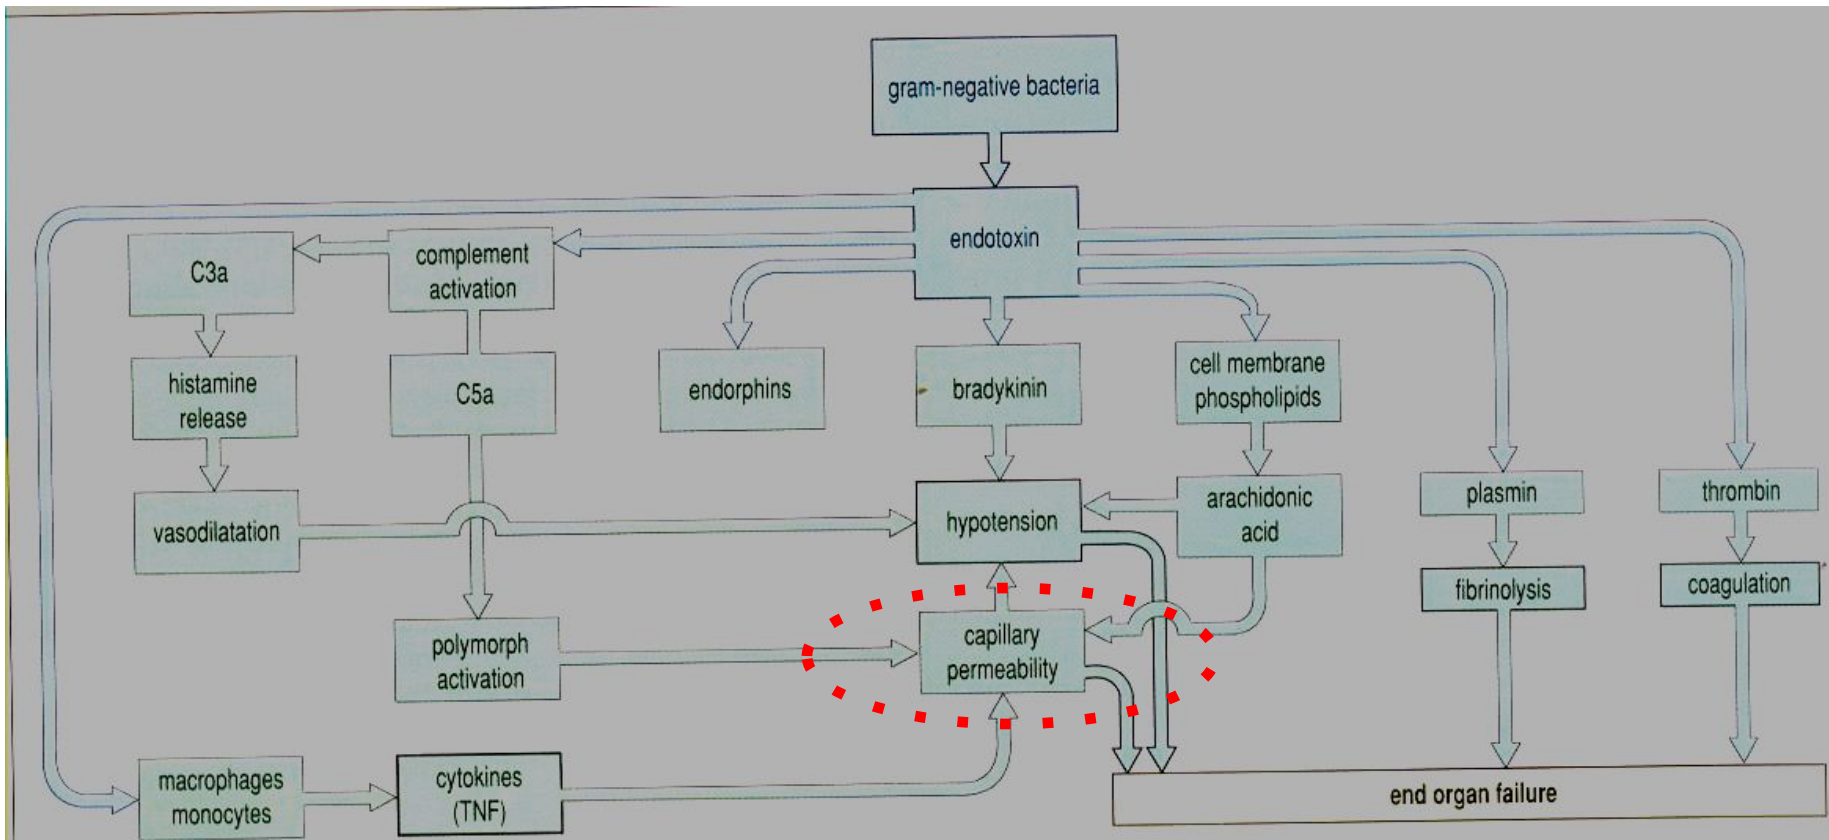 gram-negative bacteria
endotoxin
C3a
complement
activation
histamine
release
C5a
endorphins
bradykinin
cell membrane
phospholipids
vasodilatation
hypotension
arachidonic
acid
plasmin
thrombin
fibrinolysis
coagulation
polymorph
activation
capillary
permeability
macrophages
monocytes
cytokines
(TNF)
end organ failure